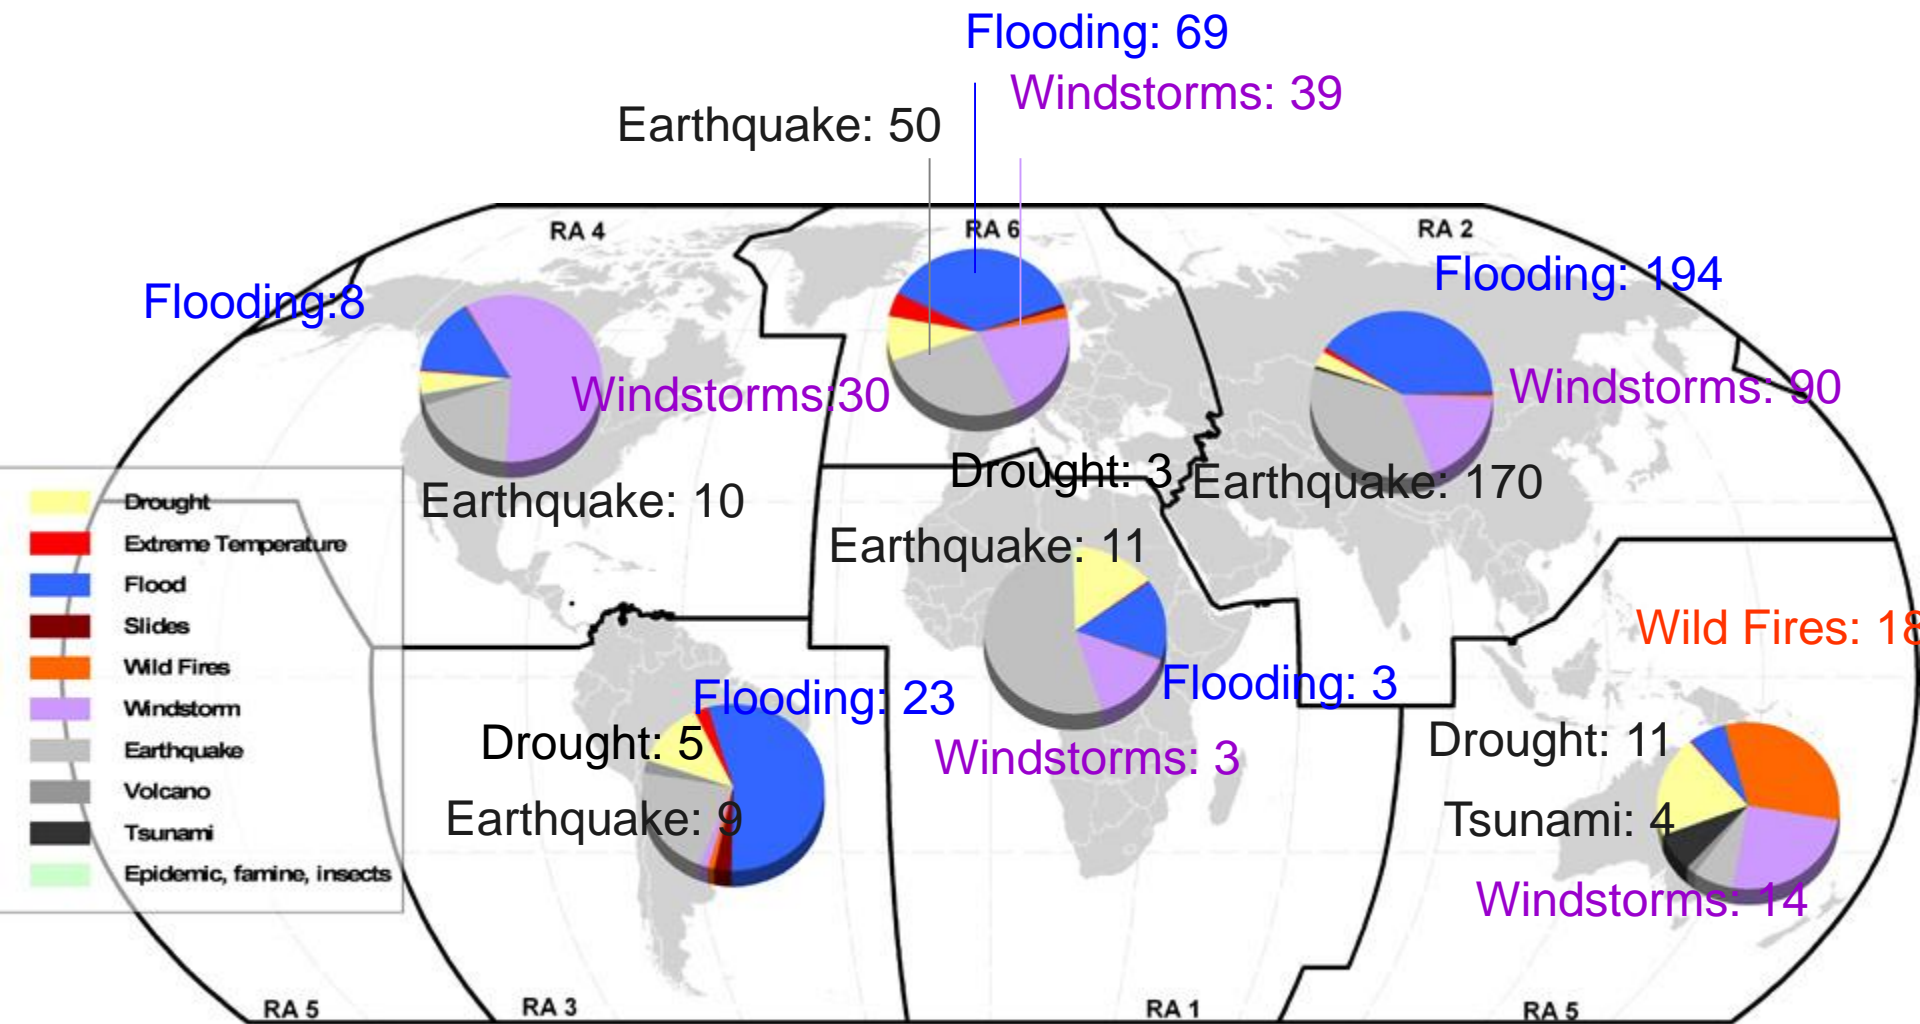 Flooding: 69
Windstorms: 39
Earthquake: 50
RA 4
RA 6
RA 2
Flooding: 194
Flooding:8
Windstorms:30
Windstorms: 90
Drought: 3
Earthquake: 170
Earthquake: 10
Earthquake: 11
Drought
Extreme Temperature
Flood
Slides
Wild Fires
Windstorm
Earthquake
Volcano
Tsunami
Epidemic, famine, insects
Wild Fires: 18
Flooding: 3
Flooding: 23
Drought: 5
Windstorms: 3
Drought: 11
Earthquake: 9
Tsunami: 4
Windstorms: 14
RA 5
RA 3
RA 1
RA 5